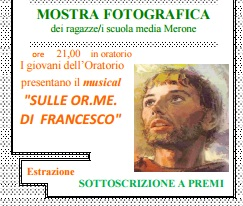 MOSTRA FOTOGRAFICA
dei ragazze/i scuola media Merone
ore 21,00 in oratorio
I giovani dell'Oratorio
presentano il musical
"SULLE OR.ME.
DI FRANCESCO"
Estrazione
SOTTOSCRIZIONE A PREMI